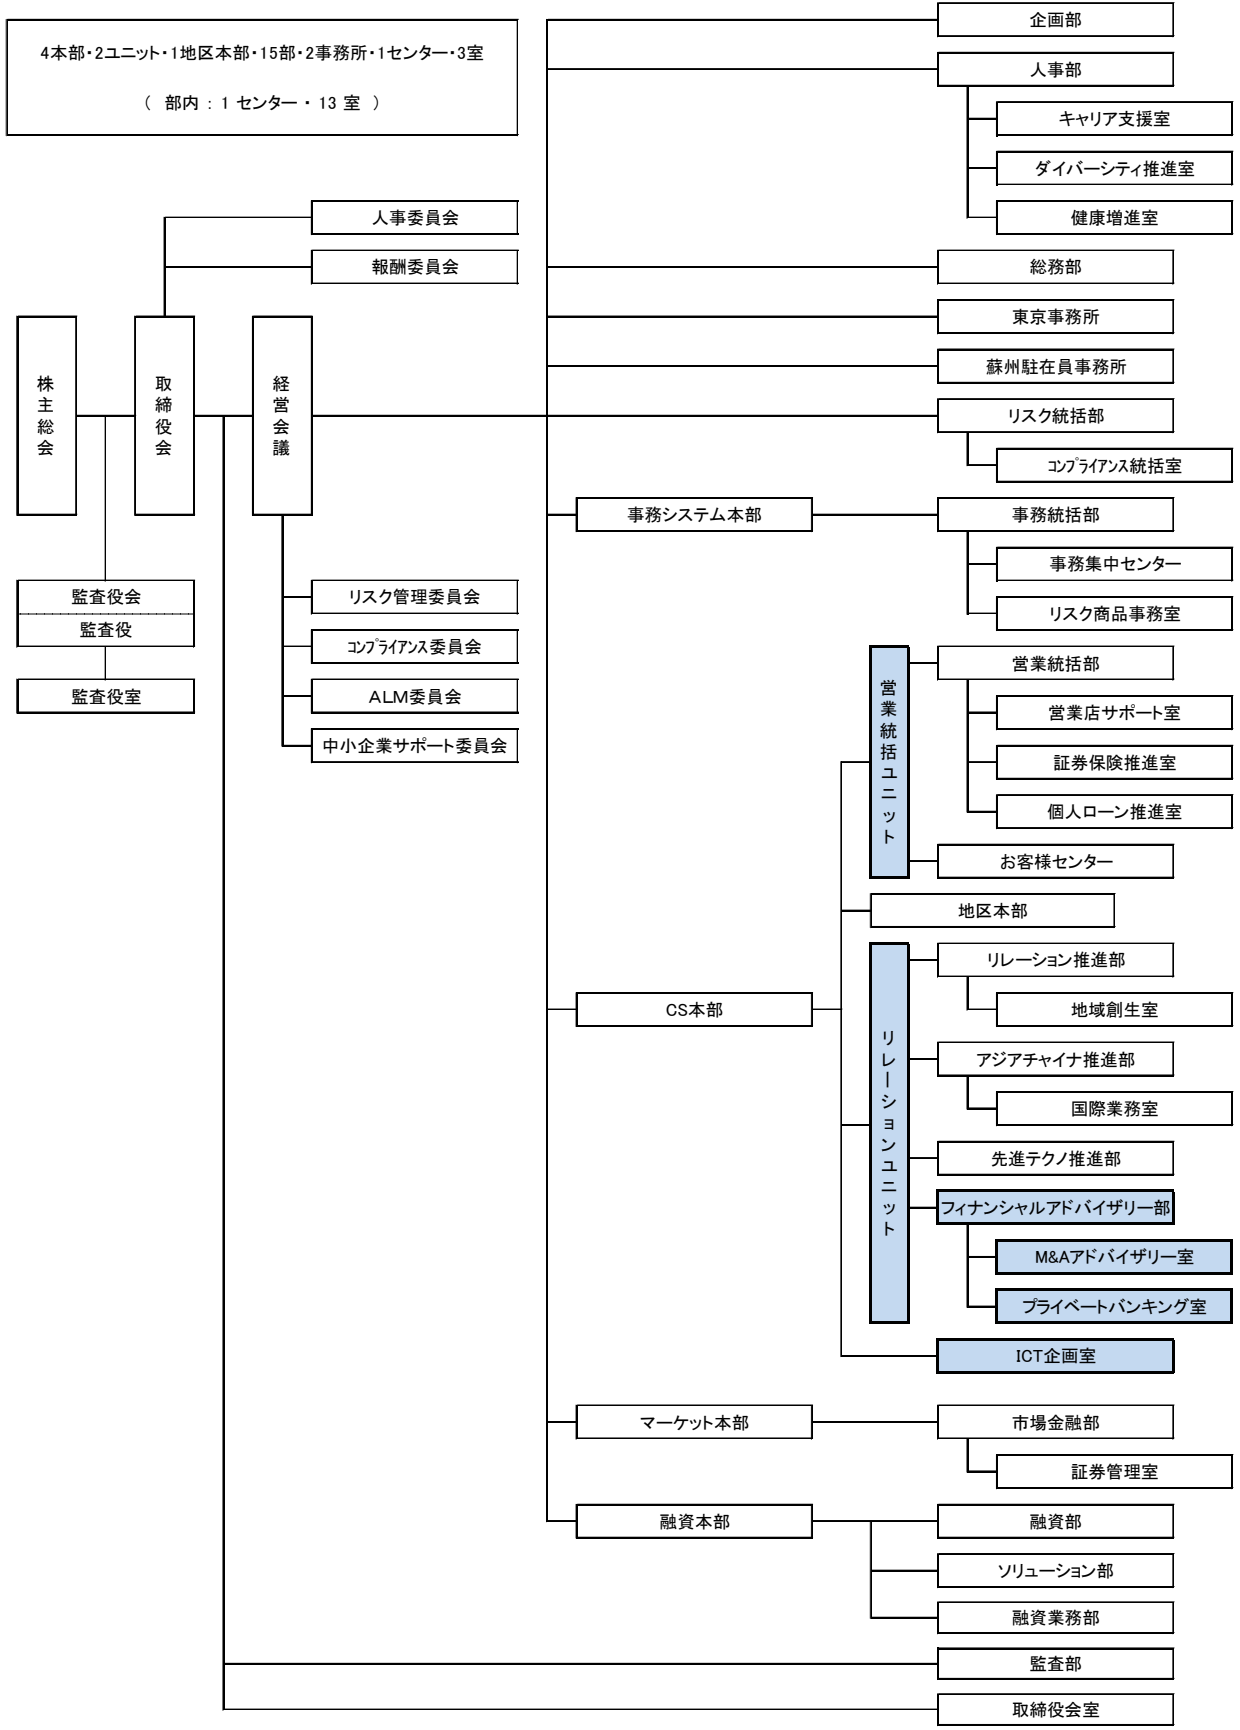 4本部・2ユニット・1地区本部・15部・2事務所・1センター・3室
（ 部内 : 1 センター ・ 13 室 ）
株主総会
取締役会
経営会議
人事委員会
報酬委員会
監査役会
監査役
監査役室
リスク管理委員会
コンプライアンス委員会
ALM委員会
中小企業サポート委員会
企画部
人事部
キャリア支援室
ダイバーシティ推進室
健康増進室
総務部
東京事務所
蘇州駐在員事務所
リスク統括部
コンプライアンス統括室
事務システム本部
事務統括部
事務集中センター
リスク商品事務室
CS本部
営業統括ユニット
営業統括部
営業店サポート室
証券保険推進室
個人ローン推進室
お客様センター
地区本部
リレーションユニット
リレーション推進部
地域創生室
アジアチャイナ推進部
国際業務室
先進テクノ推進部
フィナンシャルアドバイザリー部
M&Aアドバイザリー室
プライベートバンキング室
ICT企画室
マーケット本部
市場金融部
証券管理室
融資本部
融資部
ソリューション部
融資業務部
監査部
取締役会室